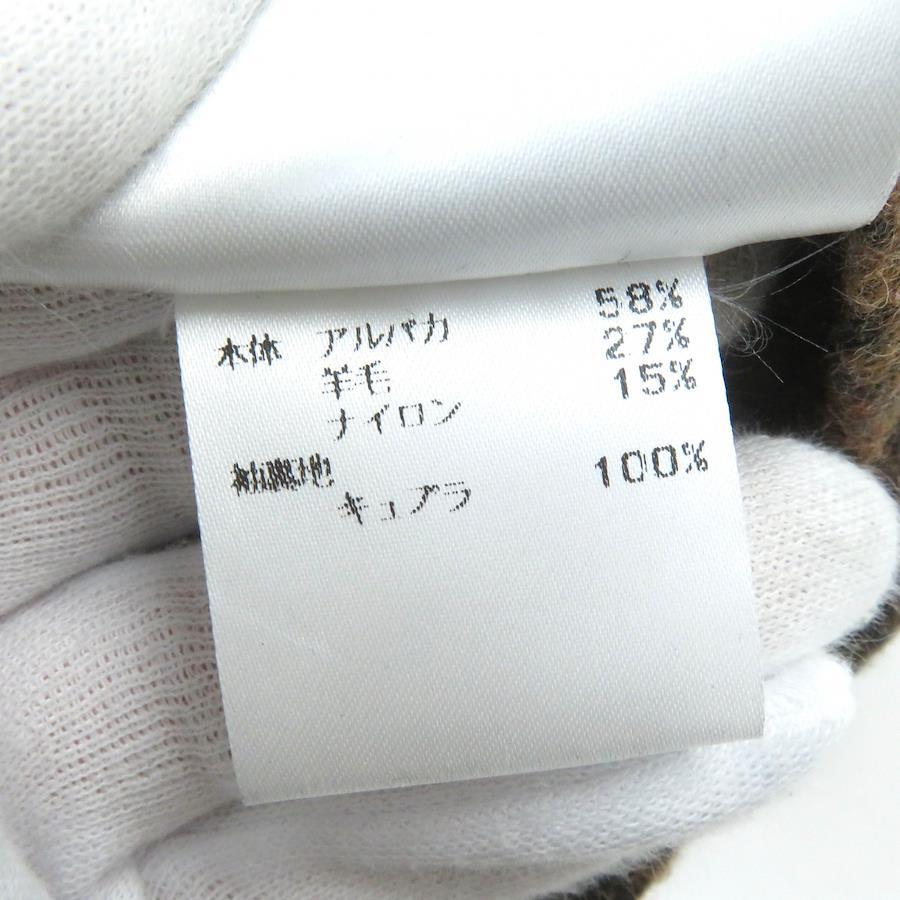 本体 アルパカ 58%
羊毛 27%
ナイロン 15%
袖裏地
キュプラ 100%